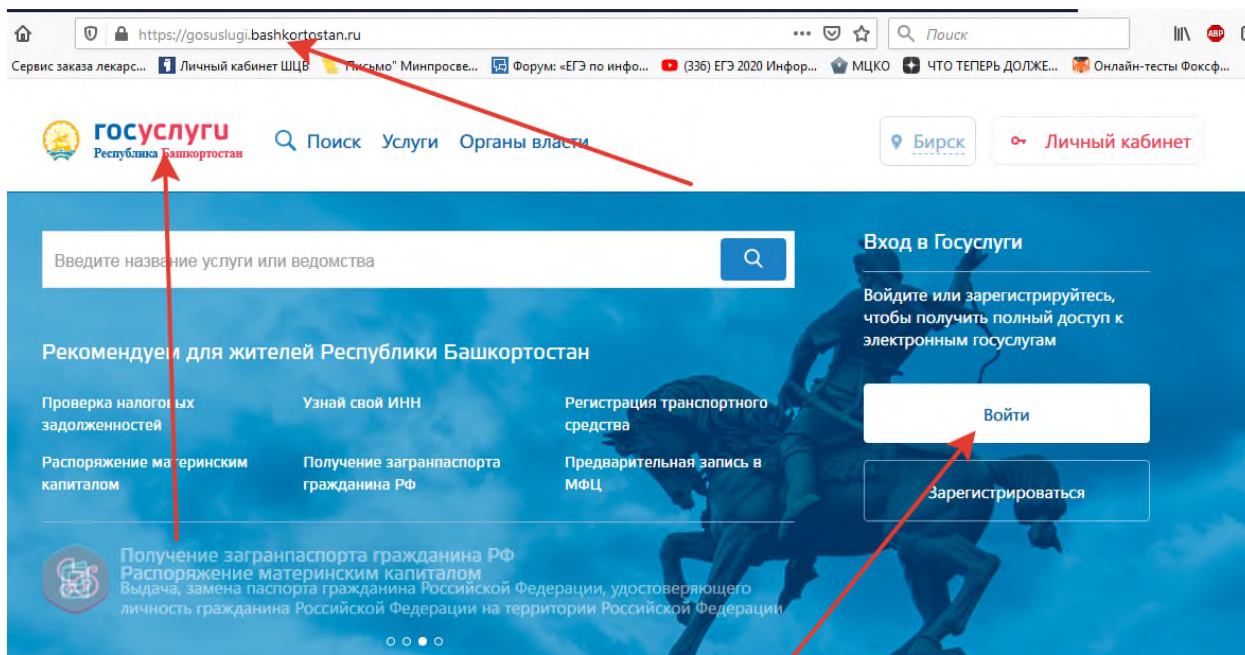 https://gosuslugi.bashkortostan.ru
Поиск
Сервис заказа лекарс... Личный кабинет ШЦВ "Письмо" Минпросве... Форум: «ЕГЭ по инфо... (336) ЕГЭ 2020 Инфор... МЦКО ЧТО ТЕПЕРЬ ДОЛЖЕ... Онлайн-тесты Фоксф...
госуслуги
Республика Башкортостан
Поиск Услуги Органы власти
Бирск
Личный кабинет
Введите название услуги или ведомства
Рекомендуем для жителей Республики Башкортостан
Проверка налоговых
задолженностей
Узнай свой ИНН
Регистрация транспортного
средства
Распоряжение материнским
капиталом
Получение загранпаспорта
гражданина РФ
Предварительная запись в
МФЦ
Получение загранпаспорта гражданина РФ
Распоряжение материнским капиталом
Выдача, замена паспорта гражданина Российской Федерации, удостоверяющего
личность гражданина Российской Федерации на территории Российской Федерации
Вход в Госуслуги
Войдите или зарегистрируйтесь,
чтобы получить полный доступ к
электронным госуслугам
Войти
Зарегистрироваться